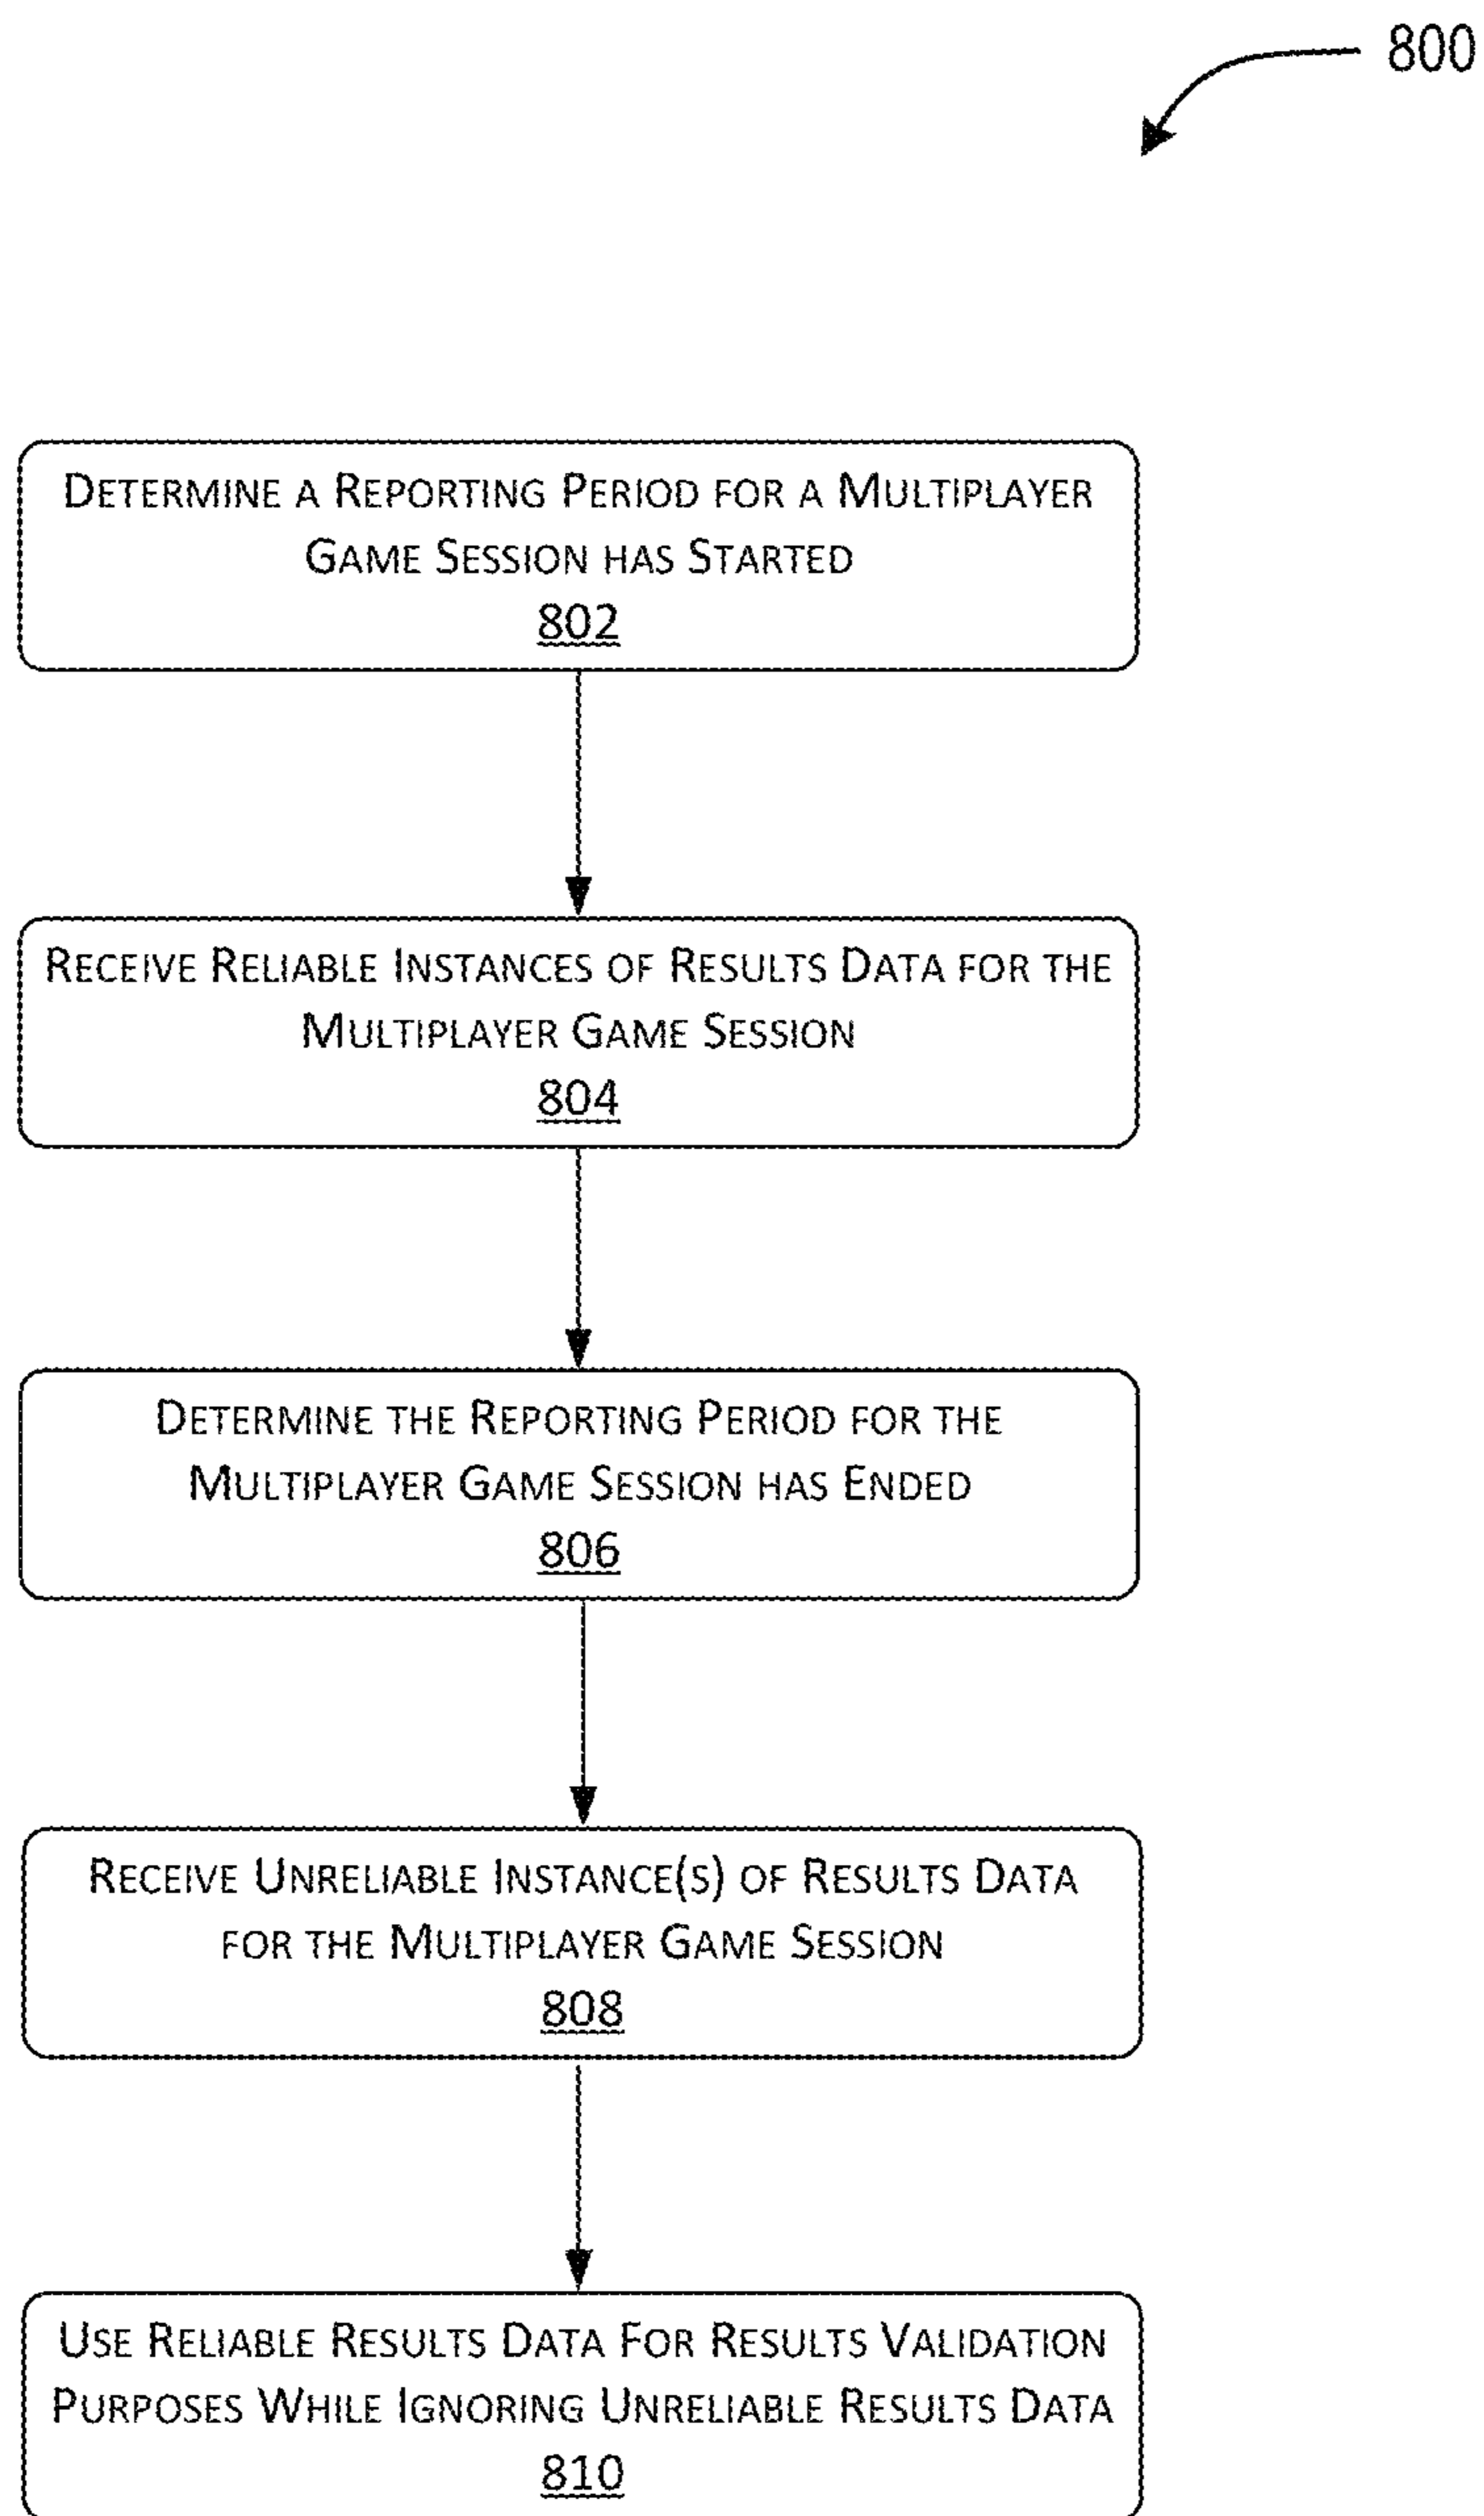 800
DETERMINE A REPORTING PERIOD FOR A MULTIPLAYER
GAME SESSION HAS STARTED
802
RECEIVE RELIABLE INSTANCES OF RESULTS DATA FOR THE
MULTIPLAYER GAME SESSION
804
DETERMINE THE REPORTING PERIOD FOR THE
MULTIPLAYER GAME SESSION HAS ENDED
806
RECEIVE UNRELIABLE INSTANCE(S) OF RESULTS DATA
FOR THE MULTIPLAYER GAME SESSION
808
USE RELIABLE RESULTS DATA FOR RESULTS VALIDATION
PURPOSES WHILE IGNORING UNRELIABLE RESULTS DATA
810